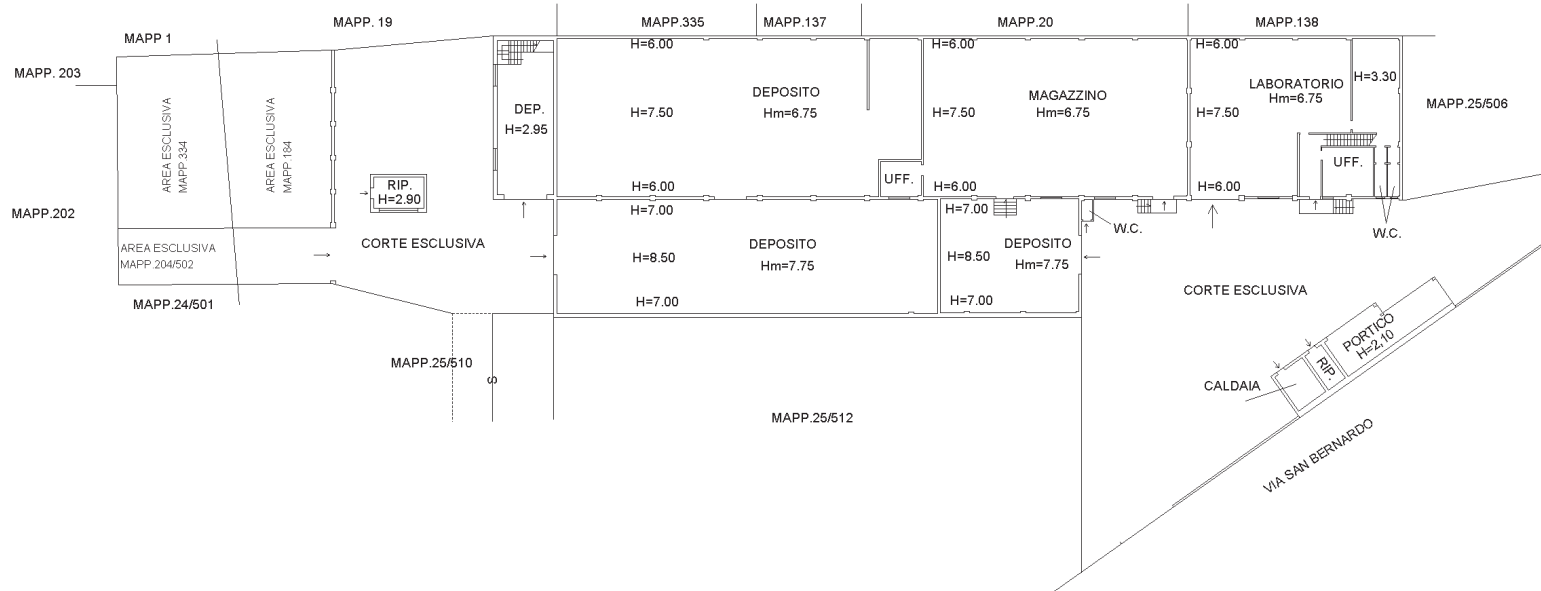 MAPP. 19
MAPP.335
MAPP.137
MAPP.20
MAPP.138
MAPP 1
MAPP. 203
H=6.00
H=6.00
H=6.00
AREA ESCLUSIVA
MAPP.334
AREA ESCLUSIVA
MAPP.184
DEP.
H=2.95
DEPOSITO
Hm=6.75
H=7.50
MAGAZZINO
Hm=6.75
H=7.50
LABORATORIO
Hm=6.75
H=7.50
H=3.30
MAPP.25/506
RIP.
H=2.90
H=6.00
UFF.
H=6.00
H=6.00
UFF.
MAPP.202
H=7.00
H=7.00
W.C.
W.C.
AREA ESCLUSIVA
MAPP.204/502
CORTE ESCLUSIVA
DEPOSITO
Hm=7.75
H=8.50
DEPOSITO
Hm=7.75
H=8.50
CORTE ESCLUSIVA
MAPP.24/501
H=7.00
H=7.00
PORTICO
H=2,10
RIP.
CALDAIA
MAPP.25/510
S
MAPP.25/512
VIA SAN BERNARDO